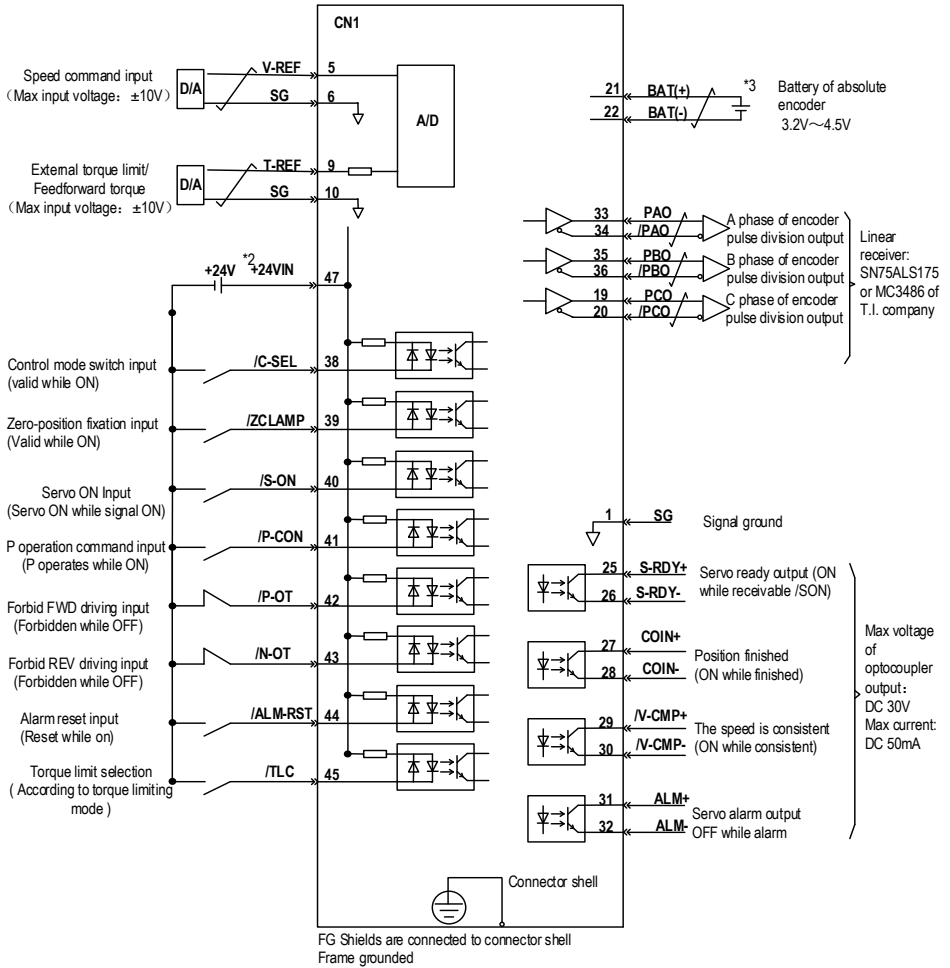 CN1
Speed command input
（Max input voltage： ±10V）
D/A
V-REF
5
SG
6
A/D
External torque limit/
Feedforward torque
（Max input voltage： ±10V）
D/A
T-REF
9
SG
10
+24V
*2
+24VIN
47
Control mode switch input
(valid while ON)
/C-SEL
38
Zero-position fixation input
(Valid while ON)
/ZCLAMP
39
Servo ON Input
(Servo ON while signal ON)
/S-ON
40
P operation command input
(P operates while ON)
/P-CON
41
Forbid FWD driving input
(Forbidden while OFF)
/P-OT
42
Forbid REV driving input
(Forbidden while OFF)
/N-OT
43
Alarm reset input
(Reset while on)
/ALM-RST
44
Torque limit selection
( According to torque limiting
mode )
/TLC
45
21
BAT(+)
22
BAT(-)
*3
Battery of absolute
encoder
3.2V～4.5V
33
PAO
34
/PAO
A phase of encoder
pulse division output
35
PBO
36
/PBO
B phase of encoder
pulse division output
19
PCO
20
/PCO
C phase of encoder
pulse division output
Linear
receiver:
SN75ALS175
or MC3486 of
T.I. company
1
SG
Signal ground
25
S-RDY+
26
S-RDY-
Servo ready output (ON
while receivable /SON)
27
COIN+
28
COIN-
Position finished
(ON while finished)
29
/V-CMP+
30
/V-CMP-
The speed is consistent
(ON while consistent)
31
ALM+
32
ALM-
Servo alarm output
OFF while alarm
Max voltage
of
optocoupler
output：
DC 30V
Max current:
DC 50mA
Connector shell
FG Shields are connected to connector shell
Frame grounded